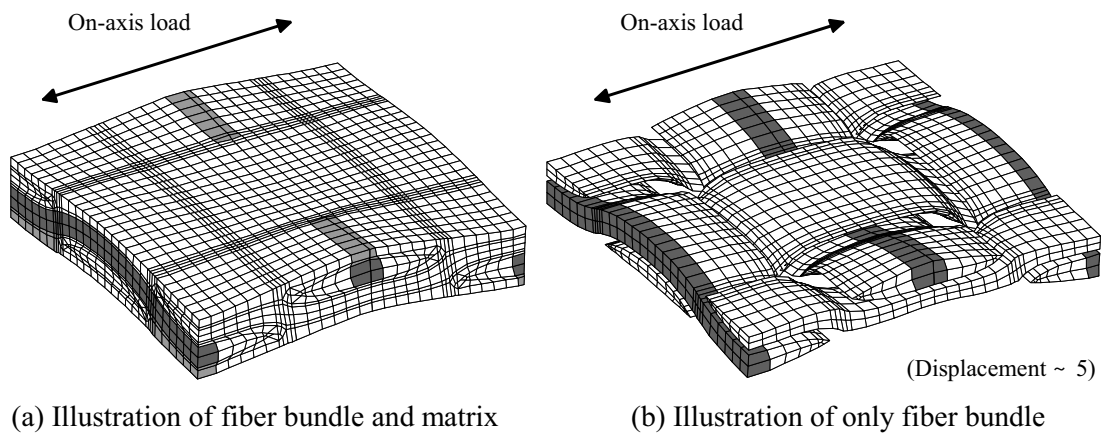 On-axis load
On-axis load
(Displacement ~ 5)
(a) Illustration of fiber bundle and matrix
(b) Illustration of only fiber bundle